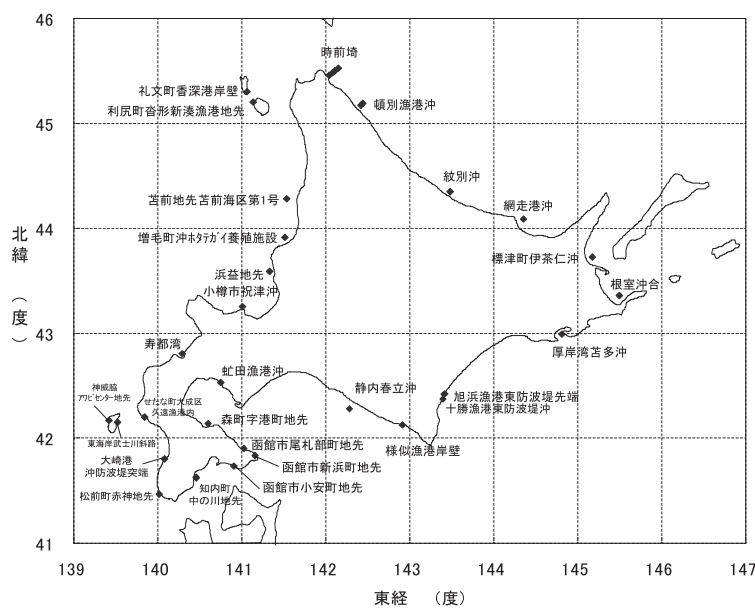 46
45
44
43
42
41
139
140
141
142
143
144
145
146
147
北緯 (度)
東経 (度)
時前埼
礼文町香深港岸壁
利尻町沓形新湊漁港地先
頓別漁港沖
紋別沖
網走港沖
苫前地先苫前海区第1号
増毛町沖ﾎﾀﾃｶﾞｲ養殖施設
標津町伊茶仁沖
浜益地先
根室沖合
小樽市祝津沖
寿都湾
厚岸湾苫多沖
虻田漁港沖
静内春立沖
旭浜漁港東防波堤先端
十勝漁港東防波堤沖
神威脇
ｱﾜﾋﾞｾﾝﾀｰ地先
せたな町大成区
久遠漁港内
森町字港町地先
東海岸武士川斜路
函館市尾札部町地先
様似漁港岸壁
大崎港
沖防波堤突端
函館市新浜町地先
函館市小安町地先
知内町
中の川地先
松前町赤神地先